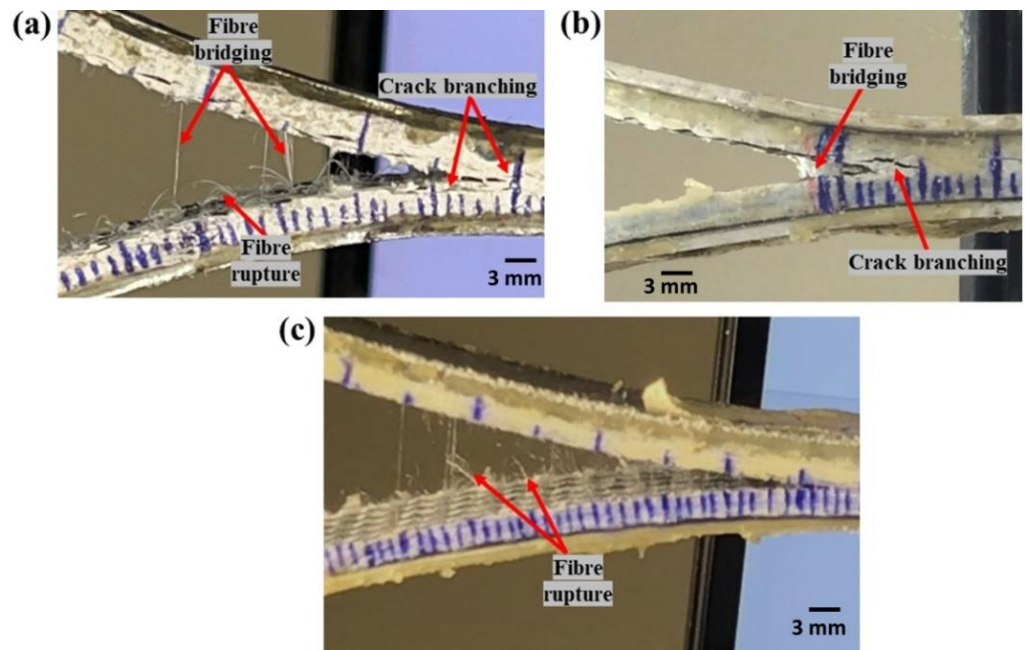 (a)
Fibre
bridging
Crack branching
Fibre
rupture
3 mm
(b)
Fibre
bridging
Crack branching
3 mm
(c)
Fibre
rupture
3 mm